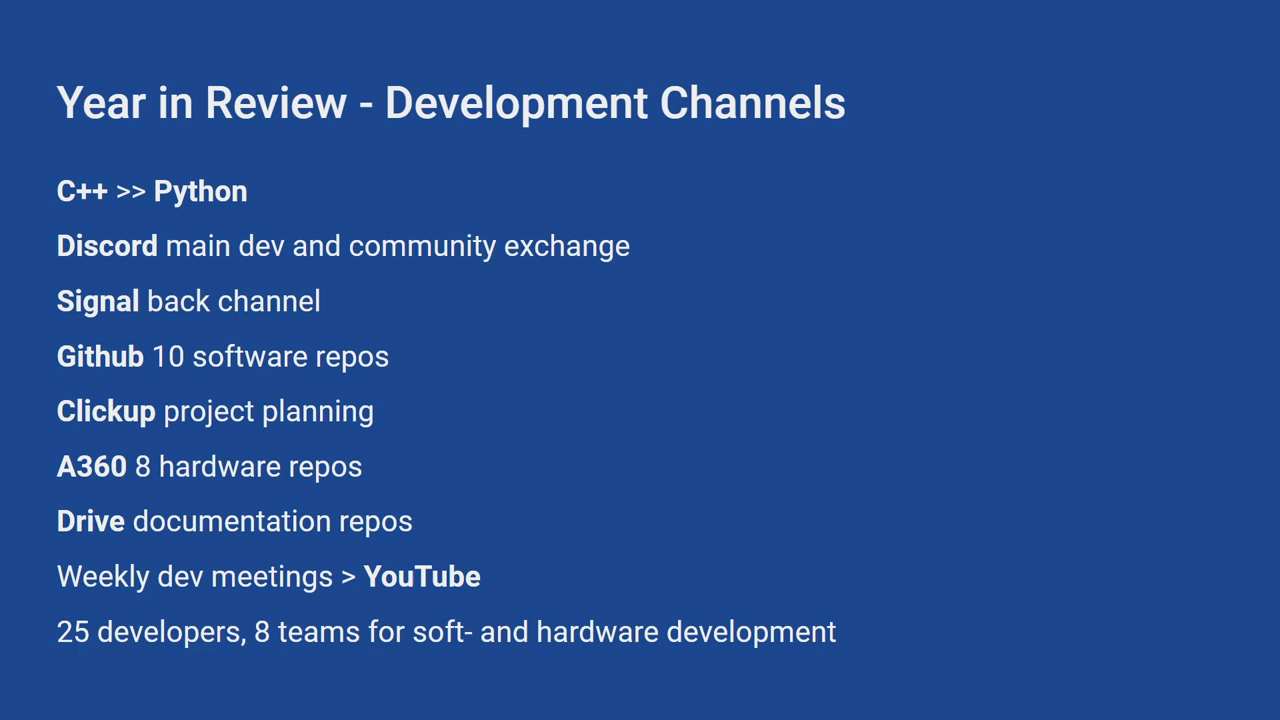 Year in Review - Development Channels
C++ >> Python
Discord main dev and community exchange
Signal back channel
Github 10 software repos
Clickup project planning
A360 8 hardware repos
Drive documentation repos
Weekly dev meetings > YouTube
25 developers, 8 teams for soft- and hardware development